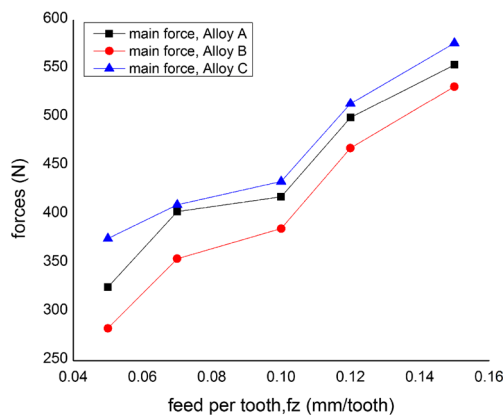 600
550
500
450
400
350
300
250
forces (N)
main force, Alloy A
main force, Alloy B
main force, Alloy C
0.04 0.06 0.08 0.10 0.12 0.14 0.16
feed per tooth,fz (mm/tooth)